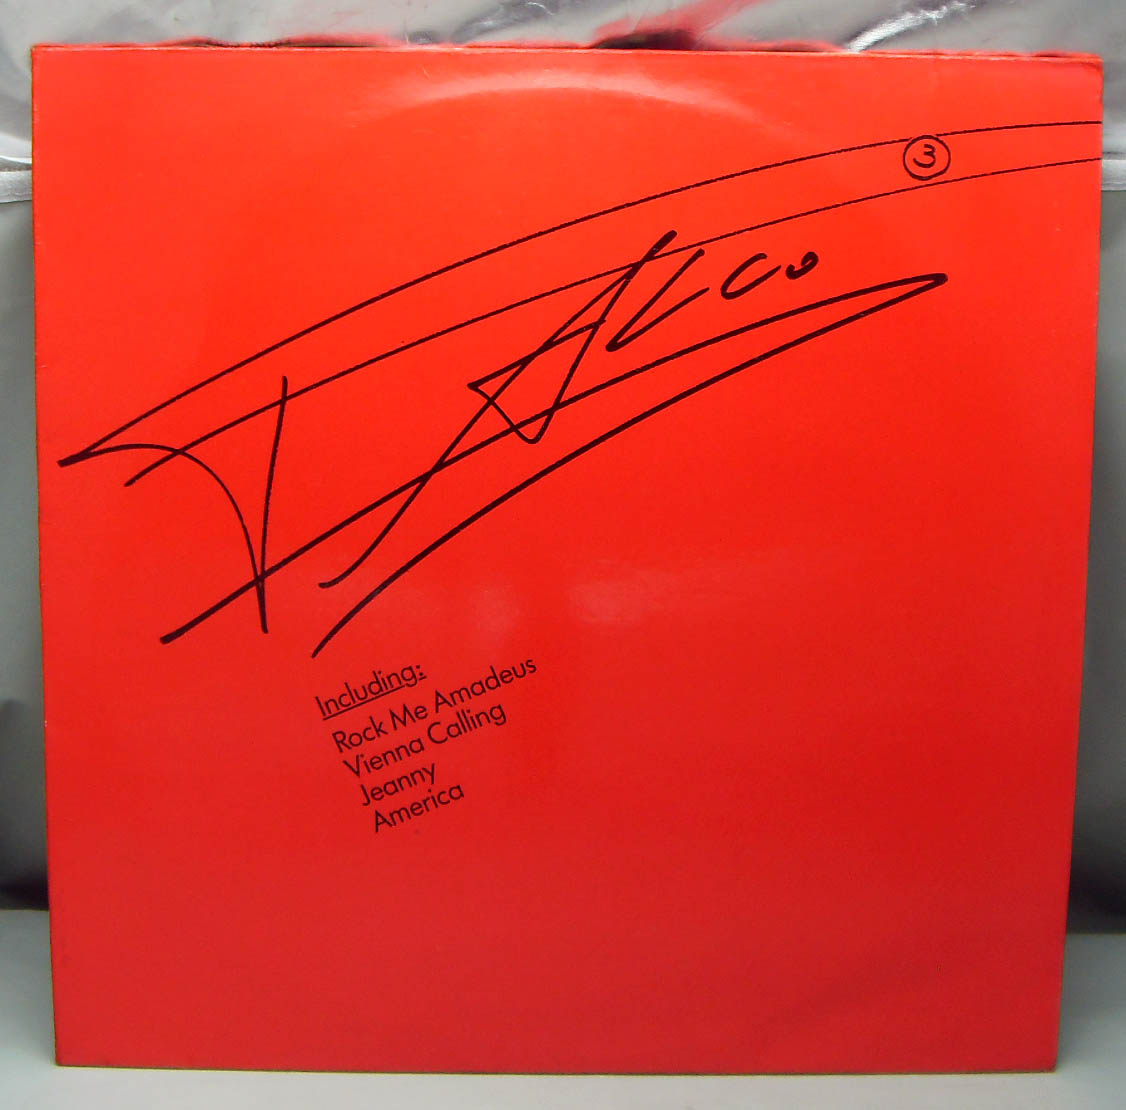 3
FALCO
Including:
Rock Me Amadeus
Vienna Calling
Jeanny
America